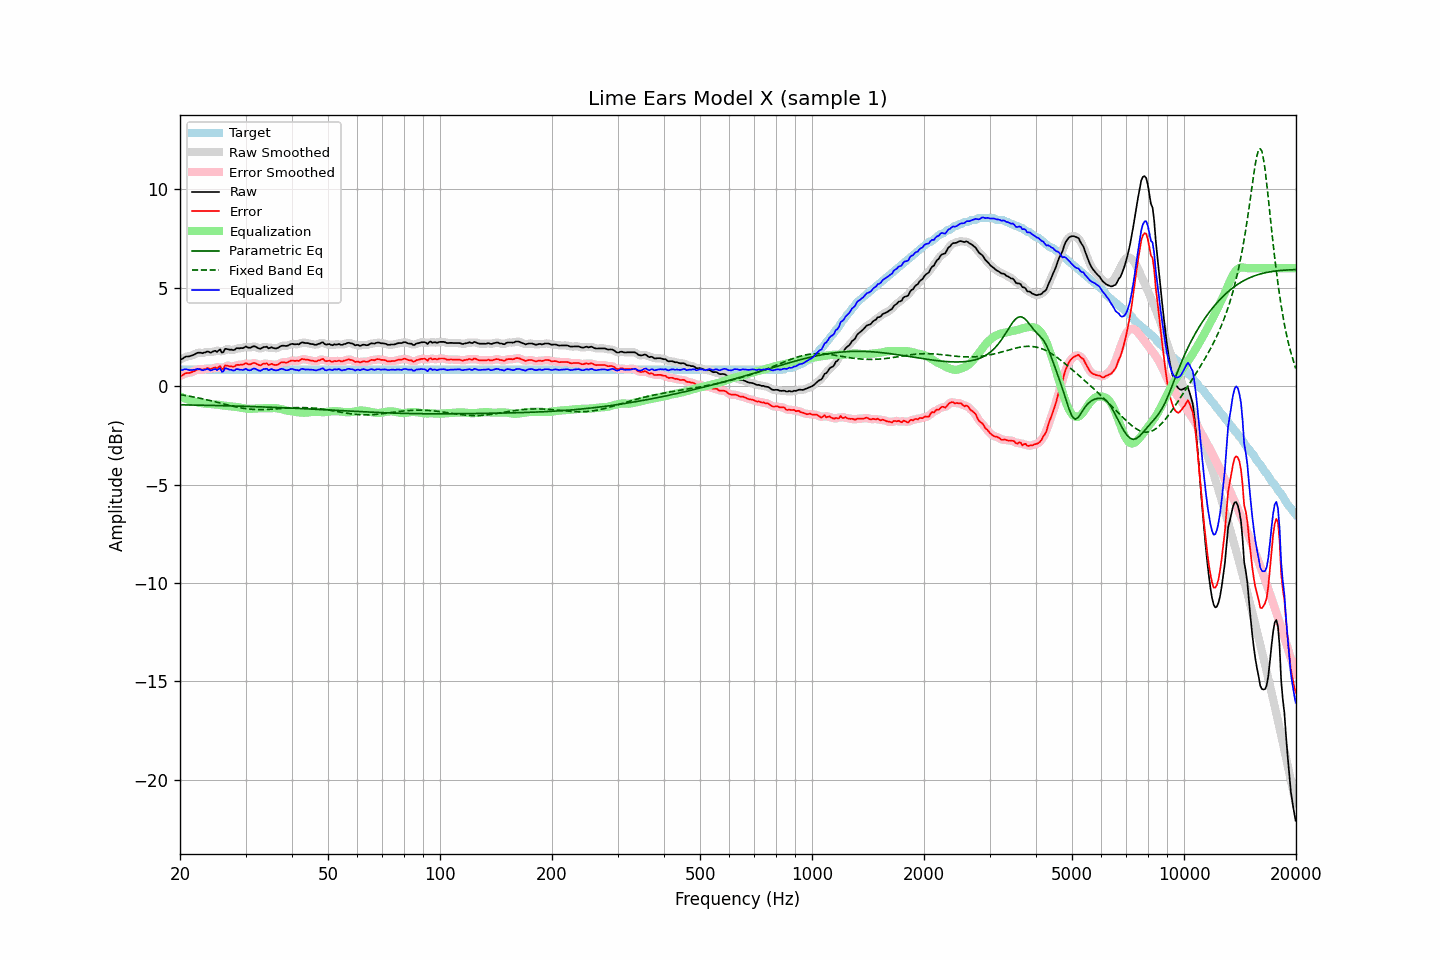 Lime Ears Model X (sample 1)
Target
Raw Smoothed
Error Smoothed
Raw
Error
Equalization
Parametric Eq
Fixed Band Eq
Equalized
10
5
0
−5
−10
−15
−20
Amplitude (dBr)
20 50 100 200 500 1000 2000 5000 10000 20000
Frequency (Hz)